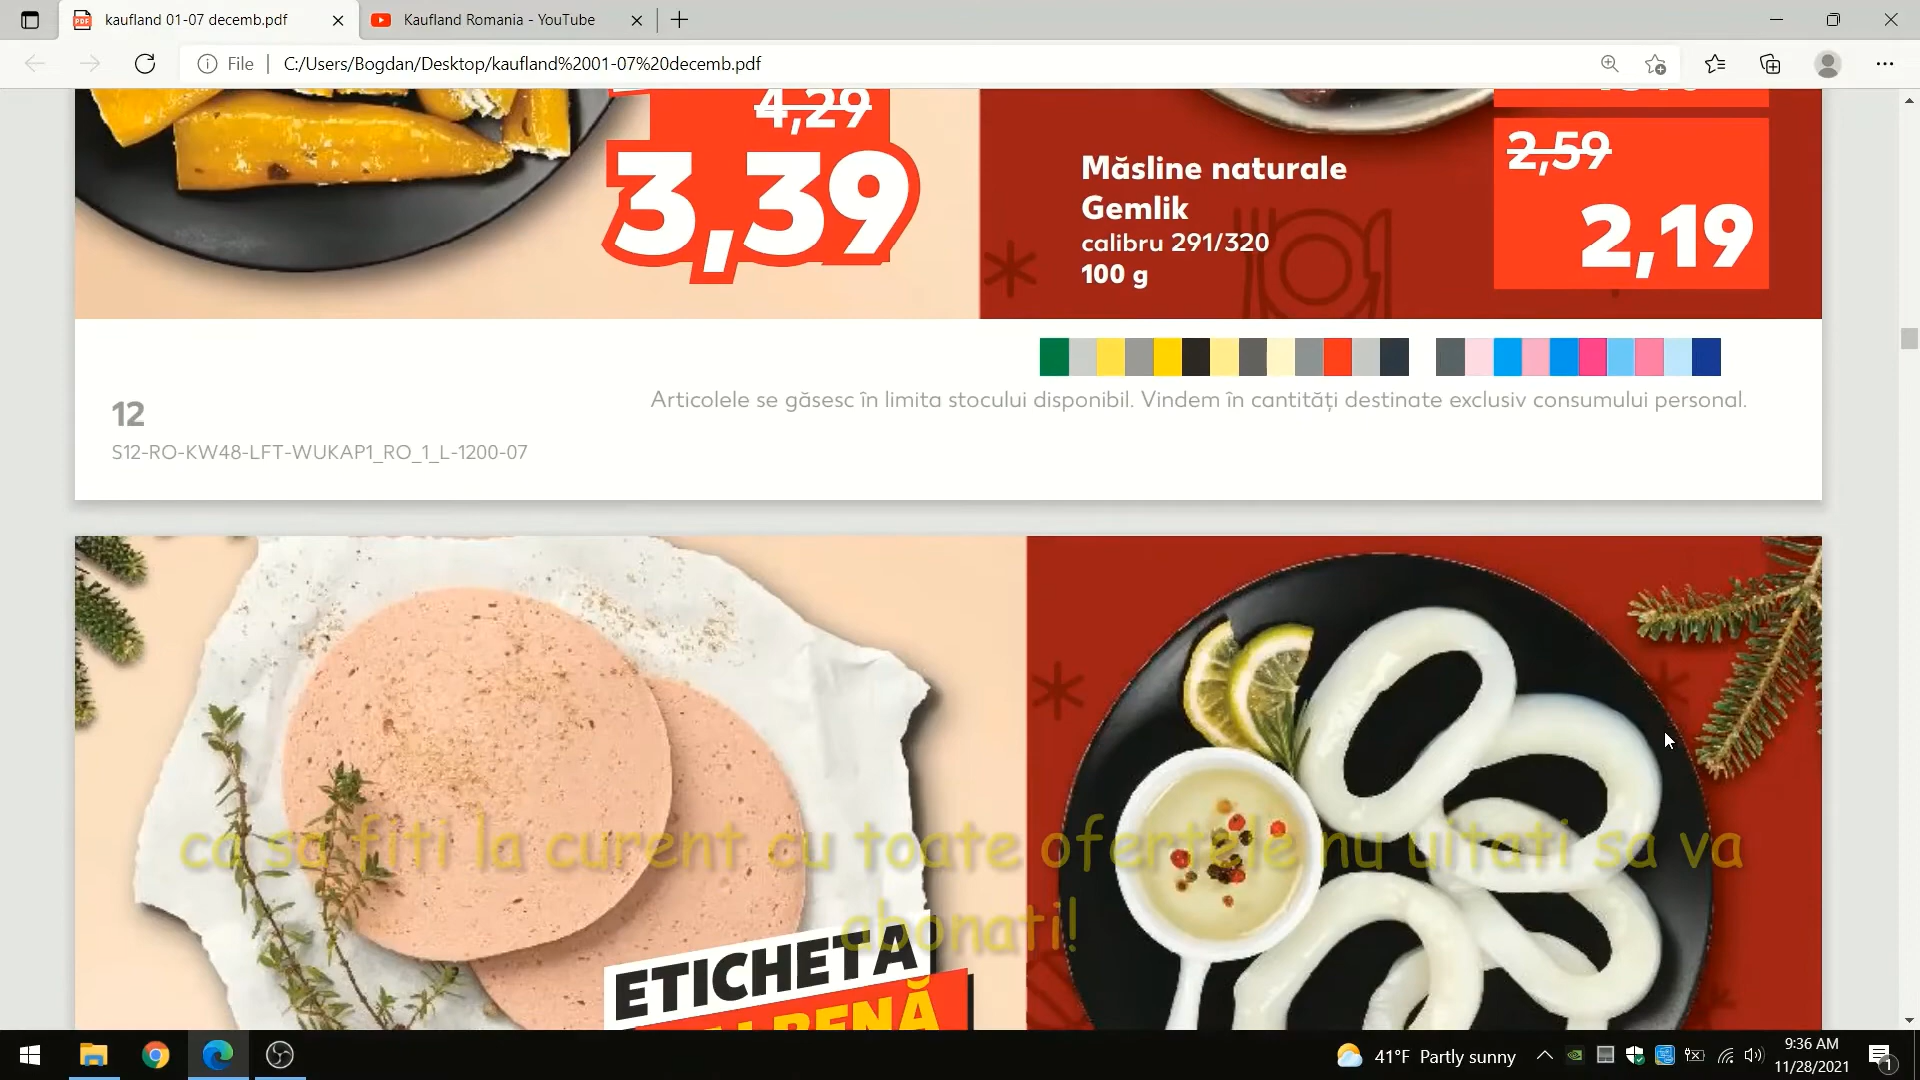 kaufland 01-07 decemb.pdf
Kaufland Romania - YouTube
File
C:/Users/Bogdan/Desktop/kaufland%2001-07%20decemb.pdf
4,29
3,39
Măsline naturale
Gemlik
calibru 291/320
100 g
2,59
2,19
Articolele se găsesc în limita stocului disponibil. Vindem în cantități destinate exclusiv consumului personal.
12
S12-RO-KW48-LFT-WUKAP1_RO_1_L-1200-07
ca sa fiti la curent cu toate ofertele nu uitati sa va
abonati!
ETICHETA
41°F Partly sunny
9:36 AM
11/28/2021
1